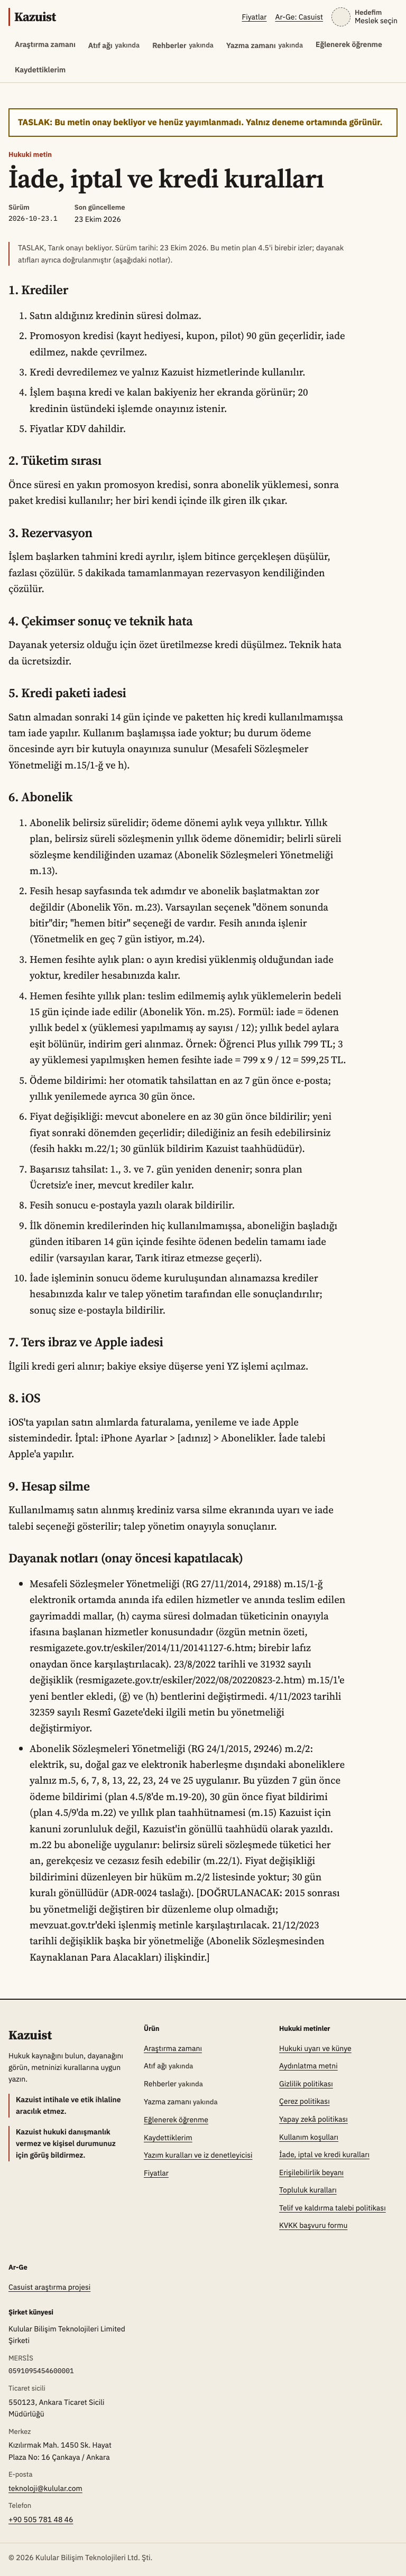 Kazuist
Fiyatlar
Ar-Ge: Casuist
Hedefim
Meslek seçin
Araştırma zamanı
Atıf ağı yakında
Rehberler yakında
Yazma zamanı yakında
Eğlenerek öğrenme
Kaydettiklerim
TASLAK: Bu metin onay bekliyor ve henüz yayımlanmadı. Yalnız deneme ortamında görünür.
Hukuki metin
İade, iptal ve kredi kuralları
Sürüm
2026-10-23.1
Son güncelleme
23 Ekim 2026
TASLAK, Tarık onayı bekliyor. Sürüm tarihi: 23 Ekim 2026. Bu metin plan 4.5'i birebir izler; dayanak
atıfları ayrıca doğrulanmıştır (aşağıdaki notlar).
1. Krediler
1. Satın aldığınız kredinin süresi dolmaz.
2. Promosyon kredisi (kayıt hediyesi, kupon, pilot) 90 gün geçerlidir, iade
edilmez, nakde çevrilmez.
3. Kredi devredilemez ve yalnız Kazuist hizmetlerinde kullanılır.
4. İşlem başına kredi ve kalan bakiyeniz her ekranda görünür; 20
kredinin üstündeki işlemde onayınız istenir.
5. Fiyatlar KDV dahildir.
2. Tüketim sırası
Önce süresi en yakın promosyon kredisi, sonra abonelik yüklemesi, sonra
paket kredisi kullanılır; her biri kendi içinde ilk giren ilk çıkar.
3. Rezervasyon
İşlem başlarken tahmini kredi ayrılır, işlem bitince gerçekleşen düşülür,
fazlası çözülür. 5 dakikada tamamlanmayan rezervasyon kendiliğinden
çözülür.
4. Çekimser sonuç ve teknik hata
Dayanak yetersiz olduğu için özet üretilmezse kredi düşülmez. Teknik hata
da ücretsizdir.
5. Kredi paketi iadesi
Satın almadan sonraki 14 gün içinde ve paketten hiç kredi kullanılmamışsa
tam iade yapılır. Kullanım başlamışsa iade yoktur; bu durum ödeme
öncesinde ayrı bir kutuyla onayınıza sunulur (Mesafeli Sözleşmeler
Yönetmeliği m.15/1-ğ ve h).
6. Abonelik
1. Abonelik belirsiz sürelidir; ödeme dönemi aylık veya yıllıktır. Yıllık
plan, belirsiz süreli sözleşmenin yıllık ödeme dönemidir; belirli süreli
sözleşme kendiliğinden uzamaz (Abonelik Sözleşmeleri Yönetmeliği
m.13).
2. Fesih hesap sayfasında tek adımdır ve abonelik başlatmaktan zor
değildir (Abonelik Yön. m.23). Varsayılan seçenek "dönem sonunda
bitir"dir; "hemen bitir" seçeneği de vardır. Fesih anında işlenir
(Yönetmelik en geç 7 gün istiyor, m.24).
3. Hemen fesihte aylık plan: o ayın kredisi yüklenmiş olduğundan iade
yoktur, krediler hesabınızda kalır.
4. Hemen fesihte yıllık plan: teslim edilmemiş aylık yüklemelerin bedeli
15 gün içinde iade edilir (Abonelik Yön. m.25). Formül: iade = ödenen
yıllık bedel x (yüklemesi yapılmamış ay sayısı / 12); yıllık bedel aylara
eşit bölünür, indirim geri alınmaz. Örnek: Öğrenci Plus yıllık 799 TL; 3
ay yüklemesi yapılmışken hemen fesihte iade = 799 x 9 / 12 = 599,25 TL.
5. Ödeme bildirimi: her otomatik tahsilattan en az 7 gün önce e-posta;
yıllık yenilemede ayrıca 30 gün önce.
6. Fiyat değişikliği: mevcut abonelere en az 30 gün önce bildirilir; yeni
fiyat sonraki dönemden geçerlidir; dilediğiniz an fesih edebilirsiniz
(fesih hakkı m.22/1; 30 günlük bildirim Kazuist taahhüdüdür).
7. Başarısız tahsilat: 1., 3. ve 7. gün yeniden denenir; sonra plan
Ücretsiz'e iner, mevcut krediler kalır.
8. Fesih sonucu e-postayla yazılı olarak bildirilir.
9. İlk dönemin kredilerinden hiç kullanılmamışsa, aboneliğin başladığı
günden itibaren 14 gün içinde fesihte ödenen bedelin tamamı iade
edilir (varsayılan karar, Tarık itiraz etmezse geçerli).
10. İade işleminin sonucu ödeme kuruluşundan alınamazsa krediler
hesabınızda kalır ve talep yönetim tarafından elle sonuçlandırılır;
sonuç size e-postayla bildirilir.
7. Ters ibraz ve Apple iadesi
İlgili kredi geri alınır; bakiye eksiye düşerse yeni YZ işlemi açılmaz.
8. iOS
iOS'ta yapılan satın alımlarda faturalama, yenileme ve iade Apple
sistemindedir. İptal: iPhone Ayarlar > [adınız] > Abonelikler. İade talebi
Apple'a yapılır.
9. Hesap silme
Kullanılmamış satın alınmış krediniz varsa silme ekranında uyarı ve iade
talebi seçeneği gösterilir; talep yönetim onayıyla sonuçlanır.
Dayanak notları (onay öncesi kapatılacak)
• Mesafeli Sözleşmeler Yönetmeliği (RG 27/11/2014, 29188) m.15/1-ğ
elektronik ortamda anında ifa edilen hizmetler ve anında teslim edilen
gayrimaddi mallar, (h) cayma süresi dolmadan tüketicinin onayıyla
ifasına başlanan hizmetler konusundadır (özgün metnin özeti,
resmigazete.gov.tr/eskiler/2014/11/20141127-6.htm; birebir lafız
onaydan önce karşılaştırılacak). 23/8/2022 tarihli ve 31932 sayılı
değişiklik (resmigazete.gov.tr/eskiler/2022/08/20220823-2.htm) m.15/1'e
yeni bentler ekledi, (ğ) ve (h) bentlerini değiştirmedi. 4/11/2023 tarihli
32359 sayılı Resmî Gazete'deki ilgili metin bu yönetmeliği
değiştirmiyor.
• Abonelik Sözleşmeleri Yönetmeliği (RG 24/1/2015, 29246) m.2/2:
elektrik, su, doğal gaz ve elektronik haberleşme dışındaki aboneliklere
yalnız m.5, 6, 7, 8, 13, 22, 23, 24 ve 25 uygulanır. Bu yüzden 7 gün önce
ödeme bildirimi (plan 4.5/8'de m.19-20), 30 gün önce fiyat bildirimi
(plan 4.5/9'da m.22) ve yıllık plan taahhütnamesi (m.15) Kazuist için
kanuni zorunluluk değil, Kazuist'in gönüllü taahhüdü olarak yazıldı.
m.22 bu aboneliğe uygulanır: belirsiz süreli sözleşmede tüketici her
an, gerekçesiz ve cezasız fesih edebilir (m.22/1). Fiyat değişikliği
bildirimini düzenleyen bir hüküm m.2/2 listesinde yoktur; 30 gün
kuralı gönüllüdür (ADR-0024 taslağı). [DOĞRULANACAK: 2015 sonrası
bu yönetmeliği değiştiren bir düzenleme olup olmadığı;
mevzuat.gov.tr'deki işlenmiş metinle karşılaştırılacak. 21/12/2023
tarihli değişiklik başka bir yönetmeliğe (Abonelik Sözleşmesinden
Kaynaklanan Para Alacakları) ilişkindir.]
Kazuist
Hukuk kaynağını bulun, dayanağını
görün, metninizi kurallarına uygun
yazın.
Kazuist intihale ve etik ihlaline
aracılık etmez.
Kazuist hukuki danışmanlık
vermez ve kişisel durumunuz
için görüş bildirmez.
Ürün
Araştırma zamanı
Atıf ağı yakında
Rehberler yakında
Yazma zamanı yakında
Eğlenerek öğrenme
Kaydettiklerim
Yazım kuralları ve iz denetleyicisi
Fiyatlar
Hukuki metinler
Hukuki uyarı ve künye
Aydınlatma metni
Gizlilik politikası
Çerez politikası
Yapay zekâ politikası
Kullanım koşulları
İade, iptal ve kredi kuralları
Erişilebilirlik beyanı
Topluluk kuralları
Telif ve kaldırma talebi politikası
KVKK başvuru formu
Ar-Ge
Casuist araştırma projesi
Şirket künyesi
Kulular Bilişim Teknolojileri Limited
Şirketi
MERSİS
0591095454600001
Ticaret sicili
550123, Ankara Ticaret Sicili
Müdürlüğü
Merkez
Kızılırmak Mah. 1450 Sk. Hayat
Plaza No: 16 Çankaya / Ankara
E-posta
teknoloji@kulular.com
Telefon
+90 505 781 48 46
© 2026 Kulular Bilişim Teknolojileri Ltd. Şti.